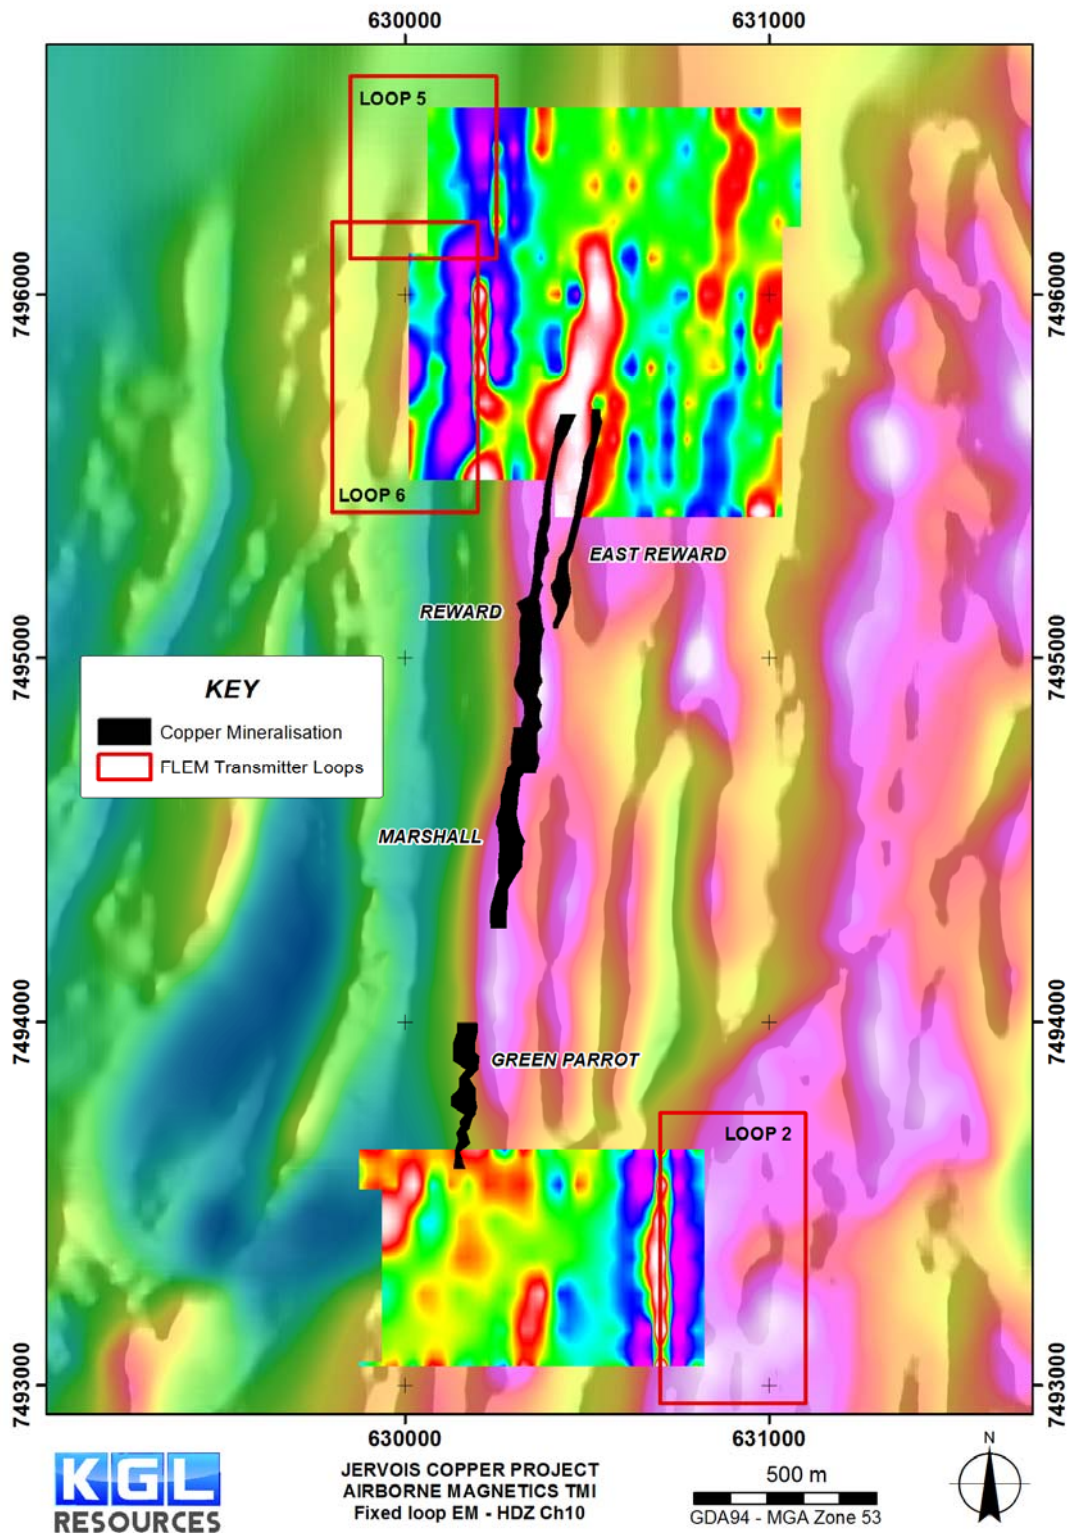 630000
631000
LOOP 5
7496000
7496000
LOOP 6
EAST REWARD
REWARD
7495000
7495000
KEY
Copper Mineralisation
FLEM Transmitter Loops
MARSHALL
7494000
7494000
GREEN PARROT
LOOP 2
7493000
7493000
630000
631000
KGL
RESOURCES
JERVOIS COPPER PROJECT
AIRBORNE MAGNETICS TMI
Fixed loop EM - HDZ Ch10
500 m
GDA94 - MGA Zone 53
N